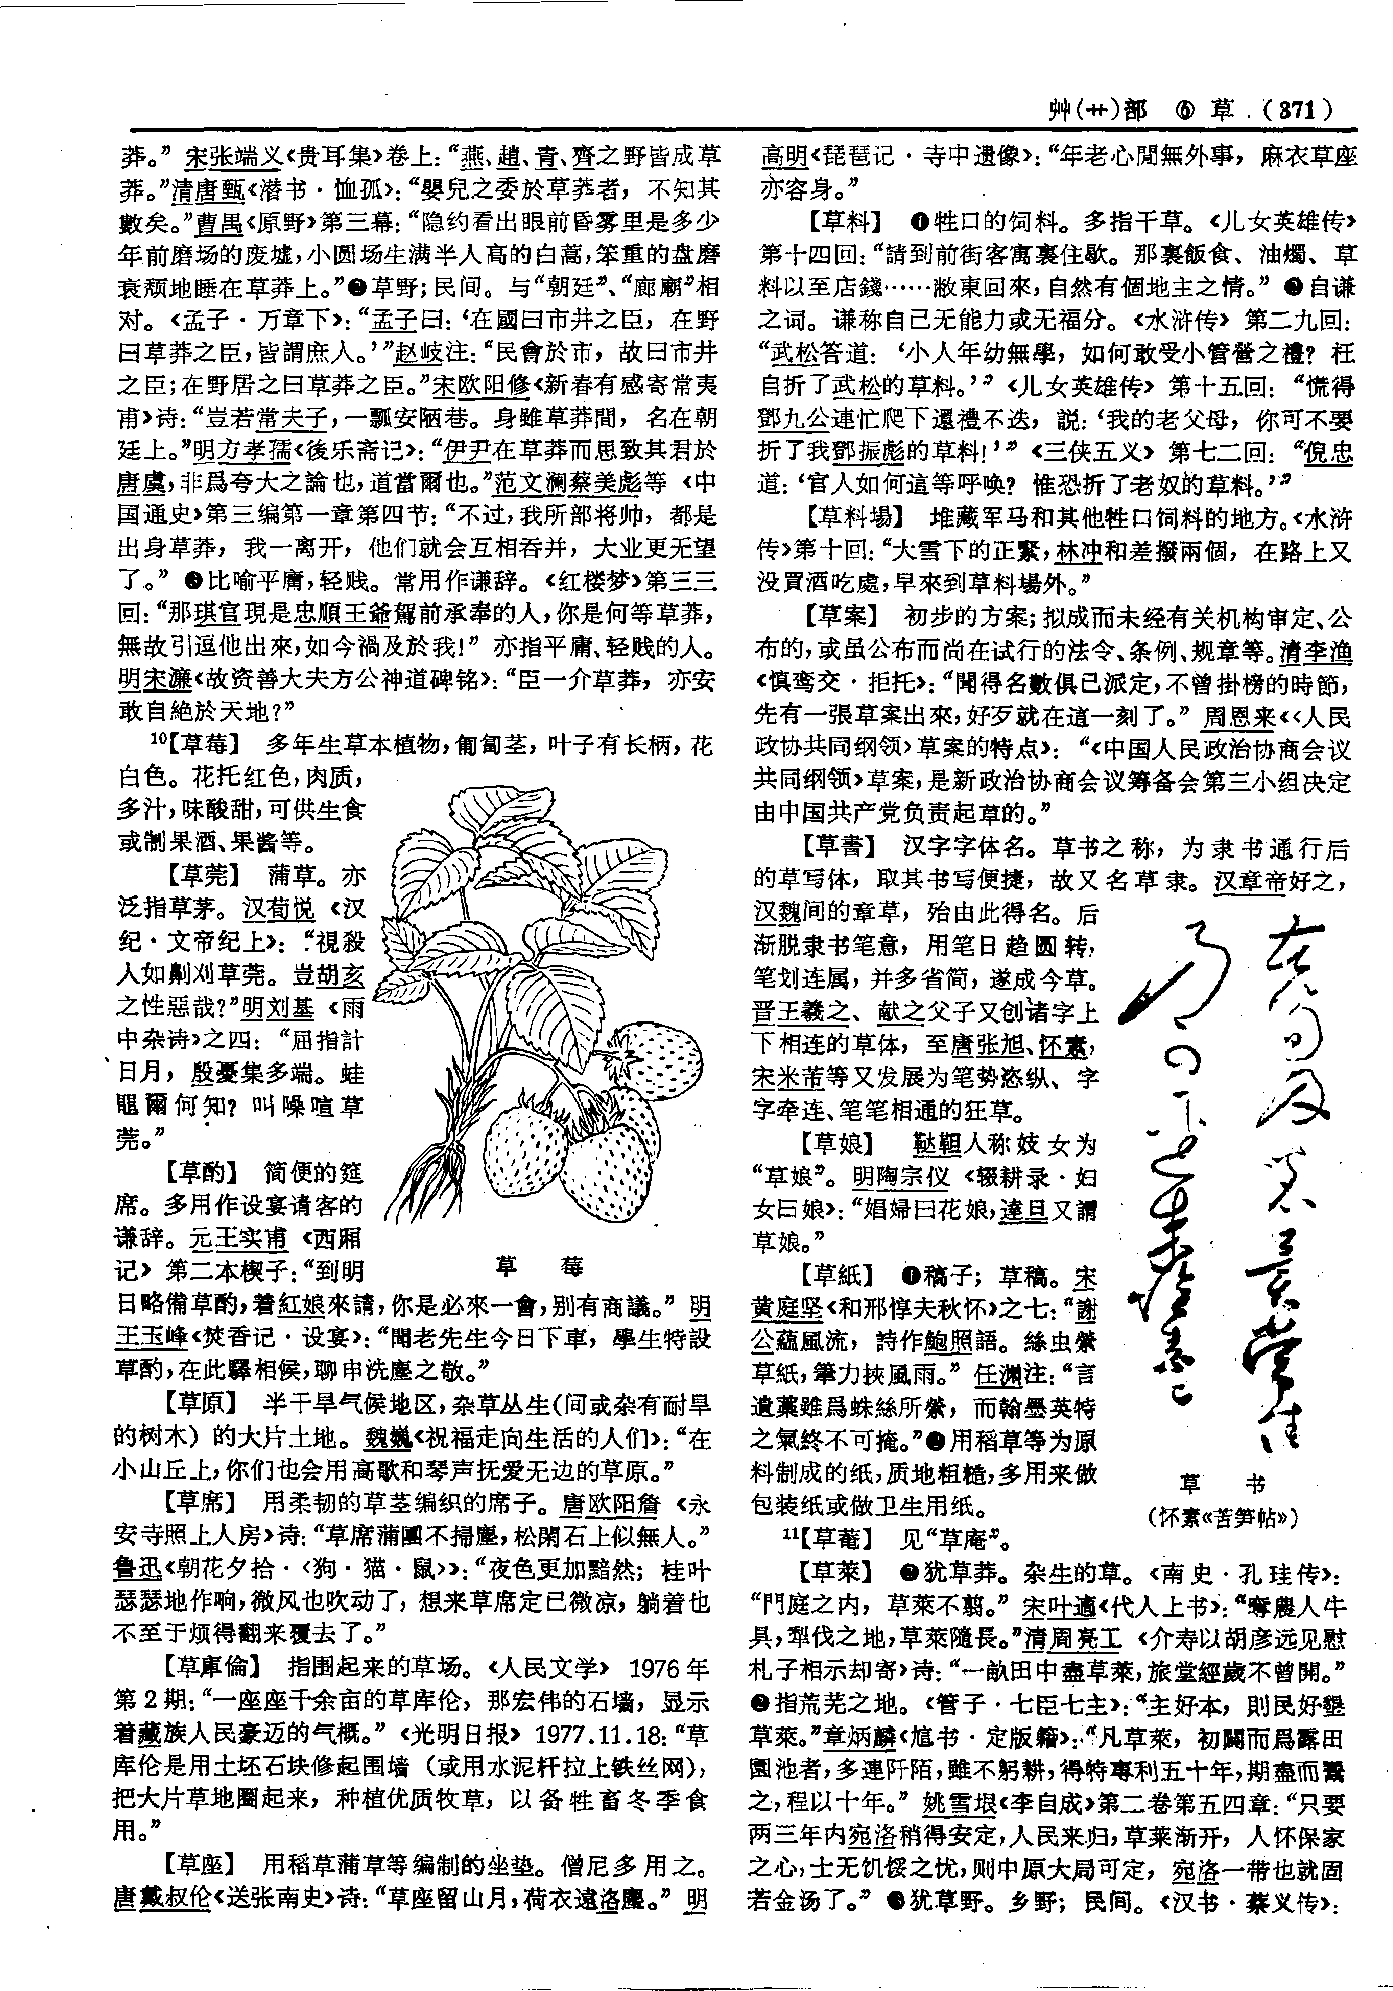 艸(艹)部 ⑥ 草 (371)
莽。”宋张端义《贵耳集》卷上：“燕、趙、青、齊之野皆成草
莽。”清唐甄《潜书·恤孤》：“嬰兒之委於草莽者，不知其
數矣。”曹禺《原野》第三幕：“隐约看出眼前昏雾里是多少
年前磨场的废墟，小圆场生满半人高的白蒿，笨重的盘磨
衰颓地睡在草莽上。”❷草野；民间。与“朝廷”、“廊廟”相
对。《孟子·万章下》：“孟子曰：‘在國曰市井之臣，在野
曰草莽之臣，皆謂庶人。’”赵岐注：“民會於市，故曰市井
之臣；在野居之曰草莽之臣。”宋欧阳修《新春有感寄常夷
甫》诗：“豈若常夫子，一瓢安陋巷。身雖草莽間，名在朝
廷上。”明方孝孺《後乐斋记》：“伊尹在草莽而思致其君於
唐虞，非爲夸大之論也，道當爾也。”范文澜蔡美彪等《中
国通史》第三编第一章第四节：“不过，我所部将帅，都是
出身草莽，我一离开，他们就会互相吞并，大业更无望
了。”❸比喻平庸，轻贱。常用作谦辞。《红楼梦》第三三
回：“那琪官現是忠順王爺駕前承奉的人，你是何等草莽，
無故引逗他出來，如今禍及於我！”亦指平庸、轻贱的人。
明宋濂《故资善大夫方公神道碑铭》：“臣一介草莽，亦安
敢自絶於天地？”
¹⁰【草莓】 多年生草本植物，匍匐茎，叶子有长柄，花
白色。花托红色，肉质，
多汁，味酸甜，可供生食
或制果酒、果酱等。
【草莞】 蒲草。亦
泛指草茅。汉荀悦《汉
纪·文帝纪上》：“視殺
人如劀刈草莞。豈胡亥
之性惡哉？”明刘基《雨
中杂诗》之四：“屈指計
日月，殷憂集多端。蛙
黽爾何知？叫噪喧草
莞。”
【草酌】 简便的筵
席。多用作设宴请客的
谦辞。元王实甫《西厢
记》第二本楔子：“到明
日略備草酌，着紅娘來請，你是必來一會，别有商議。”明
王玉峰《焚香记·设宴》：“聞老先生今日下車，學生特設
草酌，在此驛相候，聊申洗塵之敬。”
【草原】 半干旱气候地区，杂草丛生（间或杂有耐旱
的树木）的大片土地。魏巍《祝福走向生活的人们》：“在
小山丘上，你们也会用高歌和琴声抚爱无边的草原。”
【草席】 用柔韧的草茎编织的席子。唐欧阳詹《永
安寺照上人房》诗：“草席蒲團不掃塵，松閑石上似無人。”
鲁迅《朝花夕拾·〈狗·猫·鼠〉》：“夜色更加黯然；桂叶
瑟瑟地作响，微风也吹动了，想来草席定已微凉，躺着也
不至于烦得翻来覆去了。”
【草庫倫】 指围起来的草场。《人民文学》1976年
第2期：“一座座千余亩的草库伦，那宏伟的石墙，显示
着藏族人民豪迈的气概。”《光明日报》1977.11.18：“草
库伦是用土坯石块修起围墙（或用水泥杆拉上铁丝网），
把大片草地圈起来，种植优质牧草，以备牲畜冬季食
用。”
【草座】 用稻草蒲草等编制的坐垫。僧尼多用之。
唐戴叔伦《送张南史》诗：“草座留山月，荷衣遠洛塵。”明
草 莓
高明《琵琶记·寺中遗像》：“年老心閒無外事，麻衣草座
亦容身。”
【草料】 ❶牲口的饲料。多指干草。《儿女英雄传》
第十四回：“請到前街客寓裏住歇。那裏飯食、油燭、草
料以至店錢……敝東回來，自然有個地主之情。”❷自谦
之词。谦称自己无能力或无福分。《水浒传》第二九回：
“武松答道：‘小人年幼無學，如何敢受小管營之禮？枉
自折了武松的草料。’”《儿女英雄传》第十五回：“慌得
鄧九公連忙爬下還禮不迭，説：‘我的老父母，你可不要
折了我鄧振彪的草料！’”《三侠五义》第七二回：“倪忠
道：‘官人如何這等呼唤？惟恐折了老奴的草料。’”
【草料場】 堆藏军马和其他牲口饲料的地方。《水浒
传》第十回：“大雪下的正緊，林冲和差撥兩個，在路上又
没買酒吃處，早來到草料場外。”
【草案】 初步的方案；拟成而未经有关机构审定、公
布的，或虽公布而尚在试行的法令、条例、规章等。清李渔
《慎鸾交·拒托》：“聞得名數俱已派定，不曾掛榜的時節，
先有一張草案出來，好歹就在這一刻了。”周恩来《〈人民
政协共同纲领〉草案的特点》：“《中国人民政治协商会议
共同纲领》草案，是新政治协商会议筹备会第三小组决定
由中国共产党负责起草的。”
【草書】 汉字字体名。草书之称，为隶书通行后
的草写体，取其书写便捷，故又名草隶。汉章帝好之，
汉魏间的章草，殆由此得名。后
渐脱隶书笔意，用笔日趋圆转，
笔划连属，并多省简，遂成今草。
晋王羲之、献之父子又创诸字上
下相连的草体，至唐张旭、怀素，
宋米芾等又发展为笔势恣纵、字
字牵连、笔笔相通的狂草。
【草娘】 鞑靼人称妓女为
“草娘”。明陶宗仪《辍耕录·妇
女曰娘》：“娼婦曰花娘，達旦又謂
草娘。”
【草紙】 ❶稿子；草稿。宋
黄庭坚《和邢惇夫秋怀》之七：“謝
公蕴風流，詩作鮑照語。絲虫縈
草紙，筆力挾風雨。”任渊注：“言
遺藁雖爲蛛絲所縈，而翰墨英特
之氣終不可掩。”❷用稻草等为原
料制成的纸，质地粗糙，多用来做
包装纸或做卫生用纸。
草 书
（怀素《苦笋帖》）
¹¹【草菴】 见“草庵”。
【草萊】 ❶犹草莽。杂生的草。《南史·孔珪传》：
“門庭之内，草萊不翦。”宋叶適《代人上书》：“奪農人牛
具，犁伐之地，草萊隨長。”清周亮工《介寿以胡彦远见慰
札子相示却寄》诗：“一畝田中盡草萊，旅堂經歲不曾開。”
❷指荒芜之地。《管子·七臣七主》：“主好本，則民好墾
草萊。”章炳麟《訄书·定版籍》：“凡草萊，初闢而爲露田
園池者，多連阡陌，雖不躬耕，得特專利五十年，期盡而鬻
之，程以十年。”姚雪垠《李自成》第二卷第五四章：“只要
两三年内宛洛稍得安定，人民来归，草莱渐开，人怀保家
之心，士无饥馁之忧，则中原大局可定，宛洛一带也就固
若金汤了。”❸犹草野。乡野；民间。《汉书·蔡义传》：